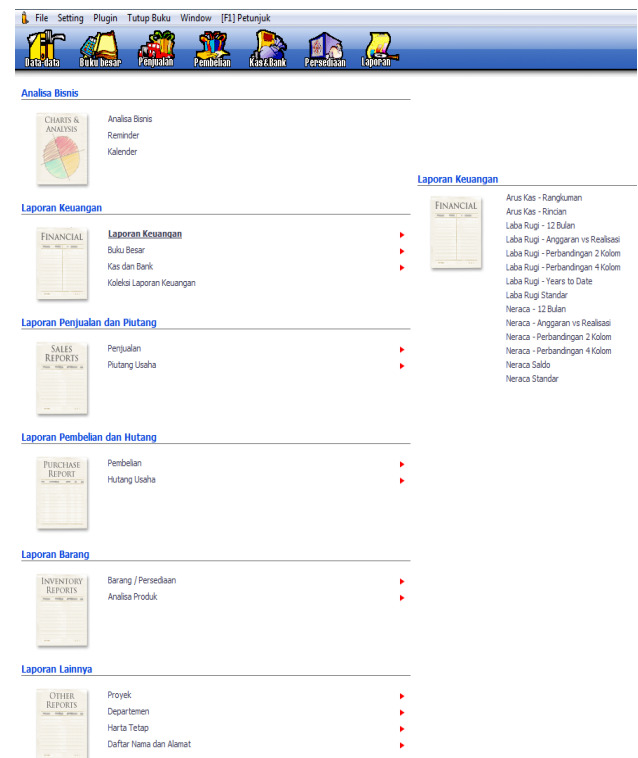 File Setting Plugin Tutup Buku Window [F1] Petunjuk
Data-data Buku besar Penjualan Pembelian Kas & Bank Persediaan Laporan
Analisa Bisnis
CHARTS &
ANALYSIS
Analisa Bisnis
Reminder
Kalender
Laporan Keuangan
FINANCIAL
Laporan Keuangan
Buku Besar
Kas dan Bank
Koleksi Laporan Keuangan
Laporan Penjualan dan Piutang
SALES
REPORTS
Penjualan
Piutang Usaha
Laporan Pembelian dan Hutang
PURCHASE
REPORT
Pembelian
Hutang Usaha
Laporan Barang
INVENTORY
REPORTS
Barang / Persediaan
Analisa Produk
Laporan Lainnya
OTHER
REPORTS
Proyek
Departemen
Harta Tetap
Daftar Nama dan Alamat
Laporan Keuangan
FINANCIAL
Arus Kas - Rangkuman
Arus Kas - Rincian
Laba Rugi - 12 Bulan
Laba Rugi - Anggaran vs Realisasi
Laba Rugi - Perbandingan 2 Kolom
Laba Rugi - Perbandingan 4 Kolom
Laba Rugi - Years to Date
Laba Rugi Standar
Neraca - 12 Bulan
Neraca - Anggaran vs Realisasi
Neraca - Perbandingan 2 Kolom
Neraca - Perbandingan 4 Kolom
Neraca Saldo
Neraca Standar